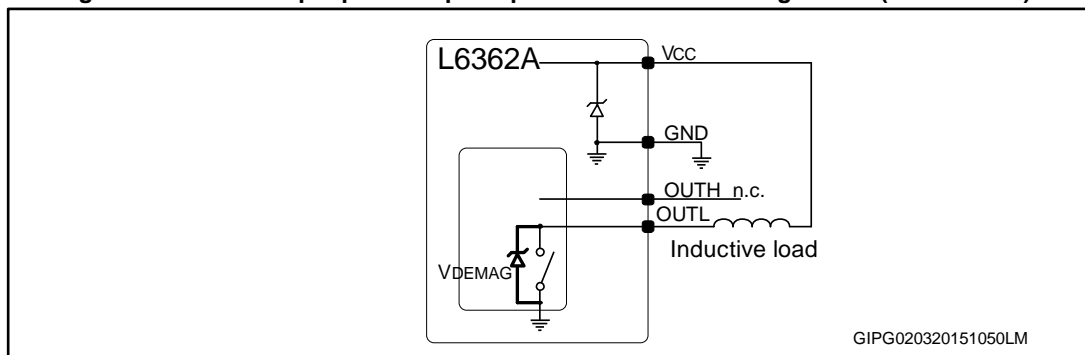 L6362A
VCC
GND
OUTH n.c.
OUTL
Inductive load
VDEMAG
GIPG020320151050LM